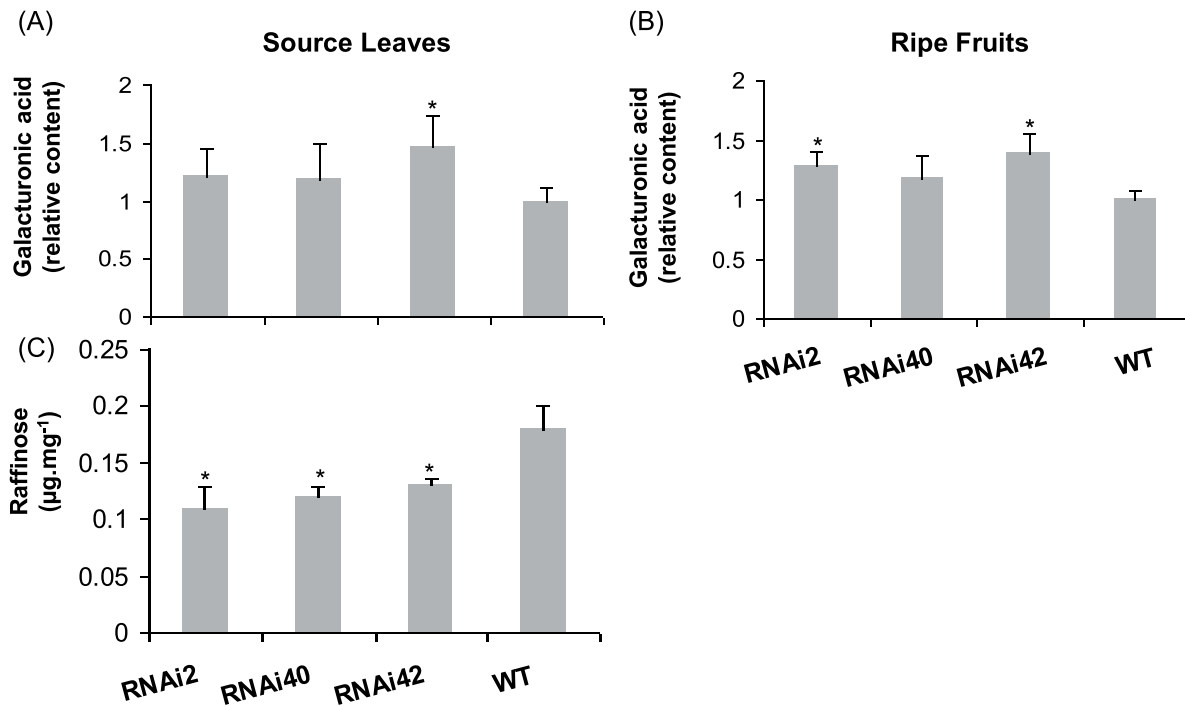 (A)
Source Leaves
Galacturonic acid
(relative content)
2
1.5
1
0.5
0
*
(B)
Ripe Fruits
Galacturonic acid
(relative content)
2
1.5
1
0.5
0
*
*
RNAi2
RNAi40
RNAi42
WT
(C)
Raffinose
(µg.mg⁻¹)
0.25
0.2
0.15
0.1
0.05
0
*
*
*
RNAi2
RNAi40
RNAi42
WT